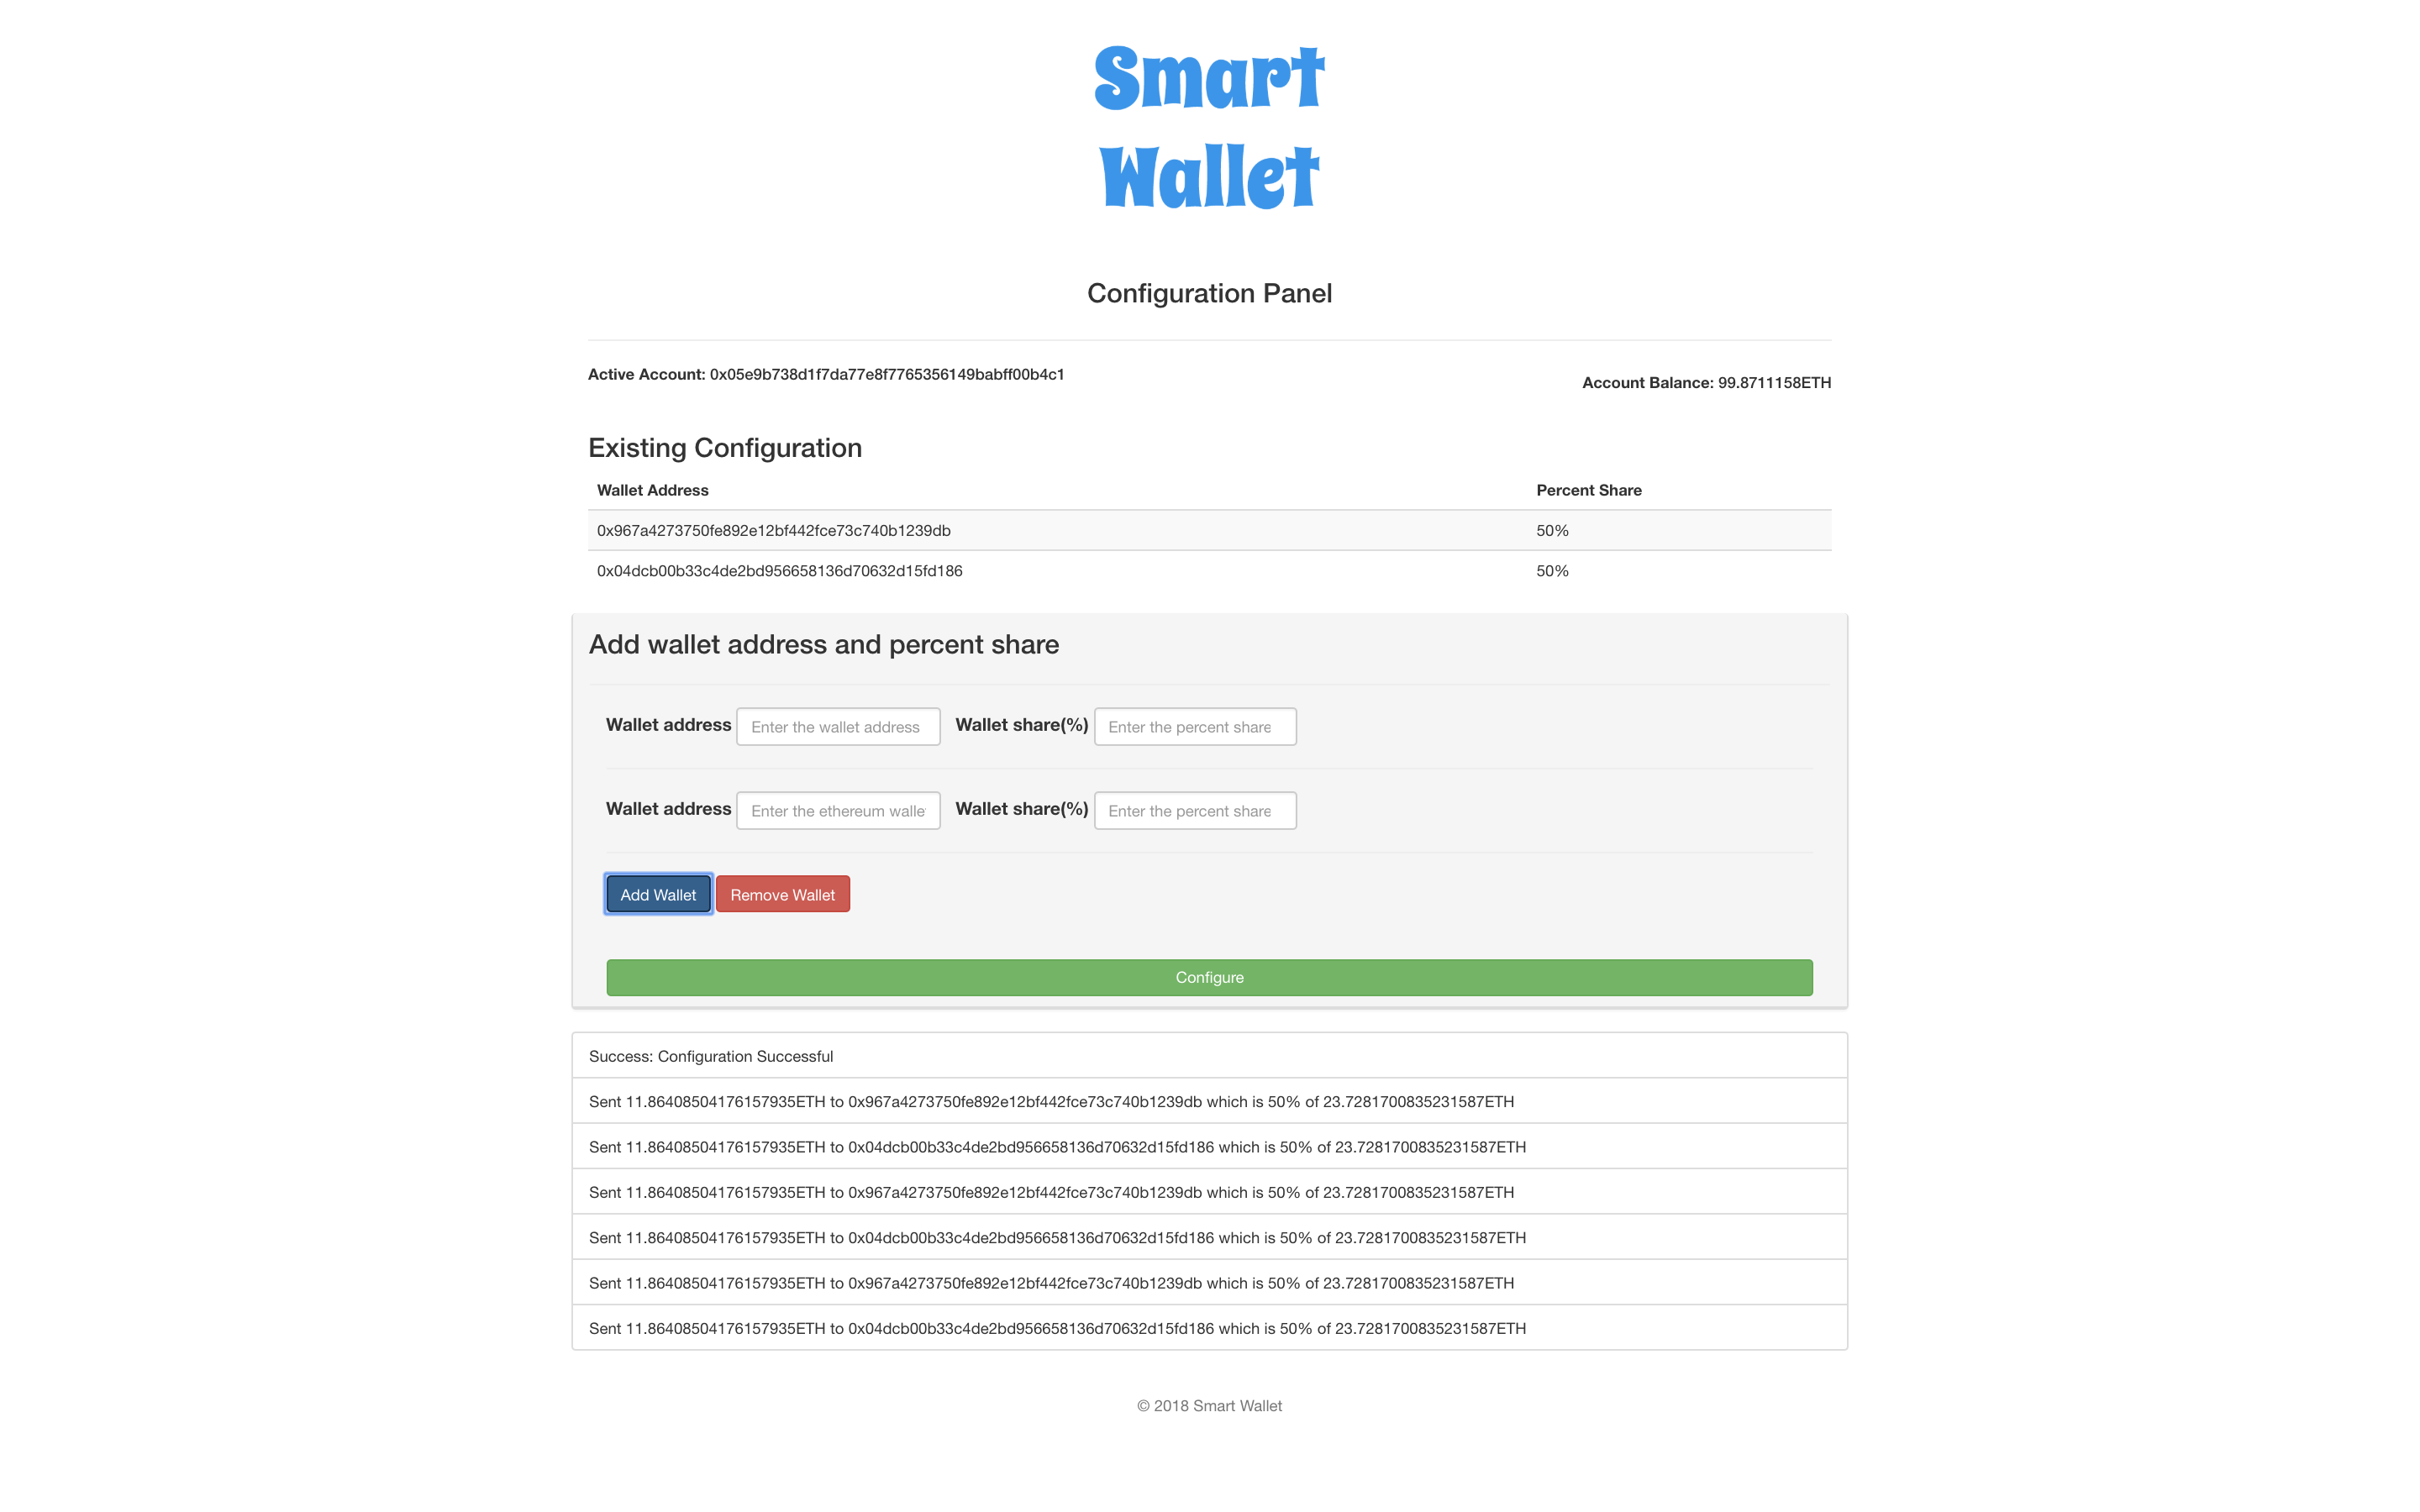 Smart
Wallet
Configuration Panel
Active Account: 0x05e9b738d1f7da77e8f7765356149babff00b4c1
Account Balance: 99.8711158ETH
Existing Configuration
Wallet Address Percent Share
0x967a4273750fe892e12bf442fce73c740b1239db 50%
0x04dcb00b33c4de2bd956658136d70632d15fd186 50%
Add wallet address and percent share
Wallet address Enter the wallet address Wallet share(%) Enter the percent share
Wallet address Enter the ethereum walle Wallet share(%) Enter the percent share
Add Wallet Remove Wallet
Configure
Success: Configuration Successful
Sent 11.86408504176157935ETH to 0x967a4273750fe892e12bf442fce73c740b1239db which is 50% of 23.7281700835231587ETH
Sent 11.86408504176157935ETH to 0x04dcb00b33c4de2bd956658136d70632d15fd186 which is 50% of 23.7281700835231587ETH
Sent 11.86408504176157935ETH to 0x967a4273750fe892e12bf442fce73c740b1239db which is 50% of 23.7281700835231587ETH
Sent 11.86408504176157935ETH to 0x04dcb00b33c4de2bd956658136d70632d15fd186 which is 50% of 23.7281700835231587ETH
Sent 11.86408504176157935ETH to 0x967a4273750fe892e12bf442fce73c740b1239db which is 50% of 23.7281700835231587ETH
Sent 11.86408504176157935ETH to 0x04dcb00b33c4de2bd956658136d70632d15fd186 which is 50% of 23.7281700835231587ETH
© 2018 Smart Wallet